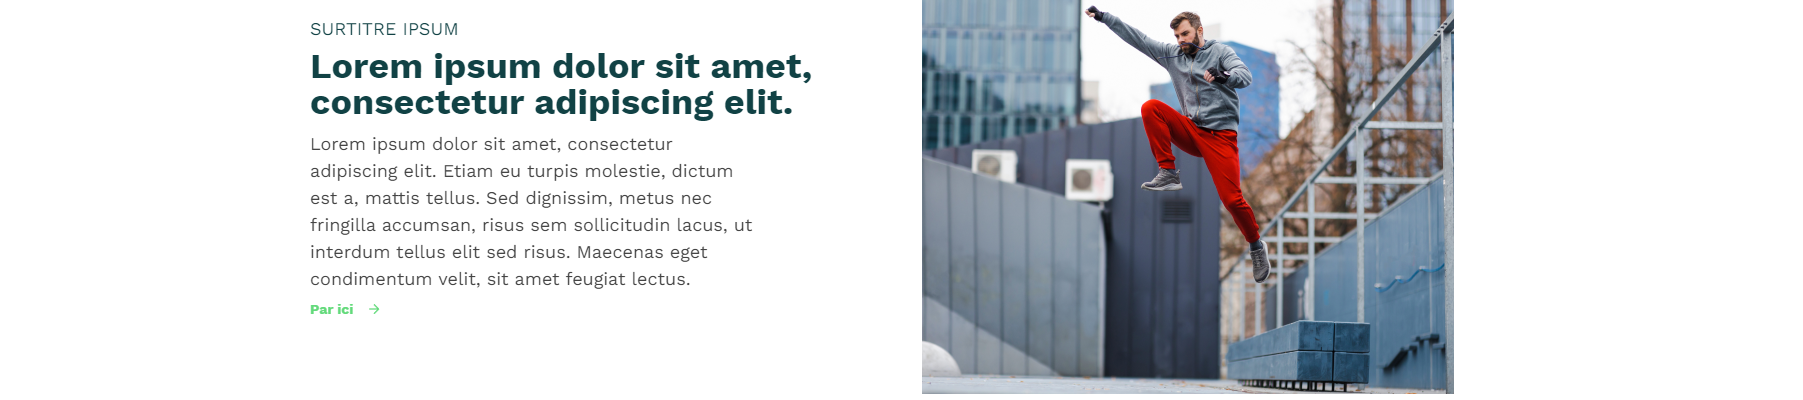 SURTITRE IPSUM
Lorem ipsum dolor sit amet,
consectetur adipiscing elit.
Lorem ipsum dolor sit amet, consectetur
adipiscing elit. Etiam eu turpis molestie, dictum
est a, mattis tellus. Sed dignissim, metus nec
fringilla accumsan, risus sem sollicitudin lacus, ut
interdum tellus elit sed risus. Maecenas eget
condimentum velit, sit amet feugiat lectus.
Par ici →